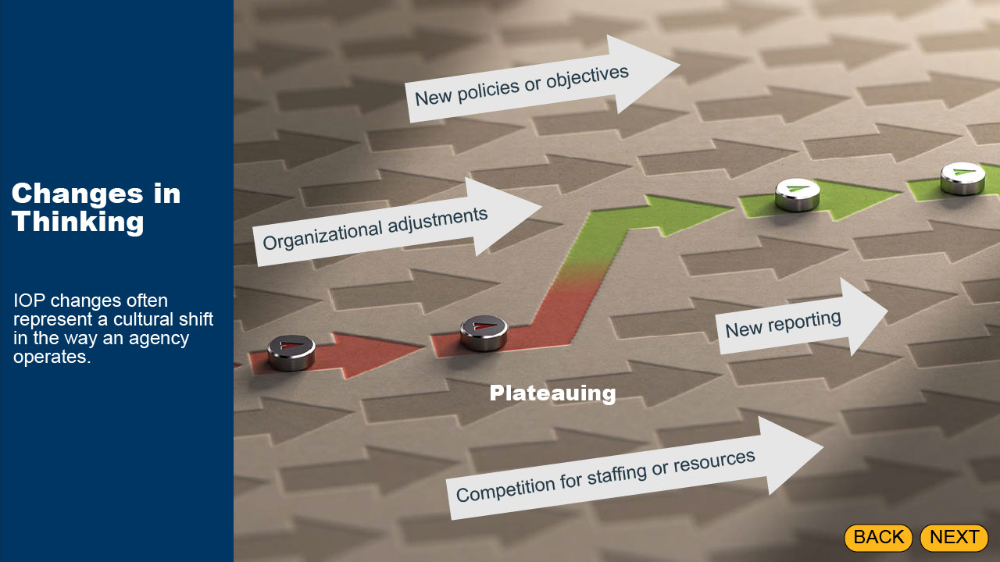 Changes in
Thinking
IOP changes often
represent a cultural shift
in the way an agency
operates.
New policies or objectives
Organizational adjustments
New reporting
Plateauing
Competition for staffing or resources
BACK
NEXT